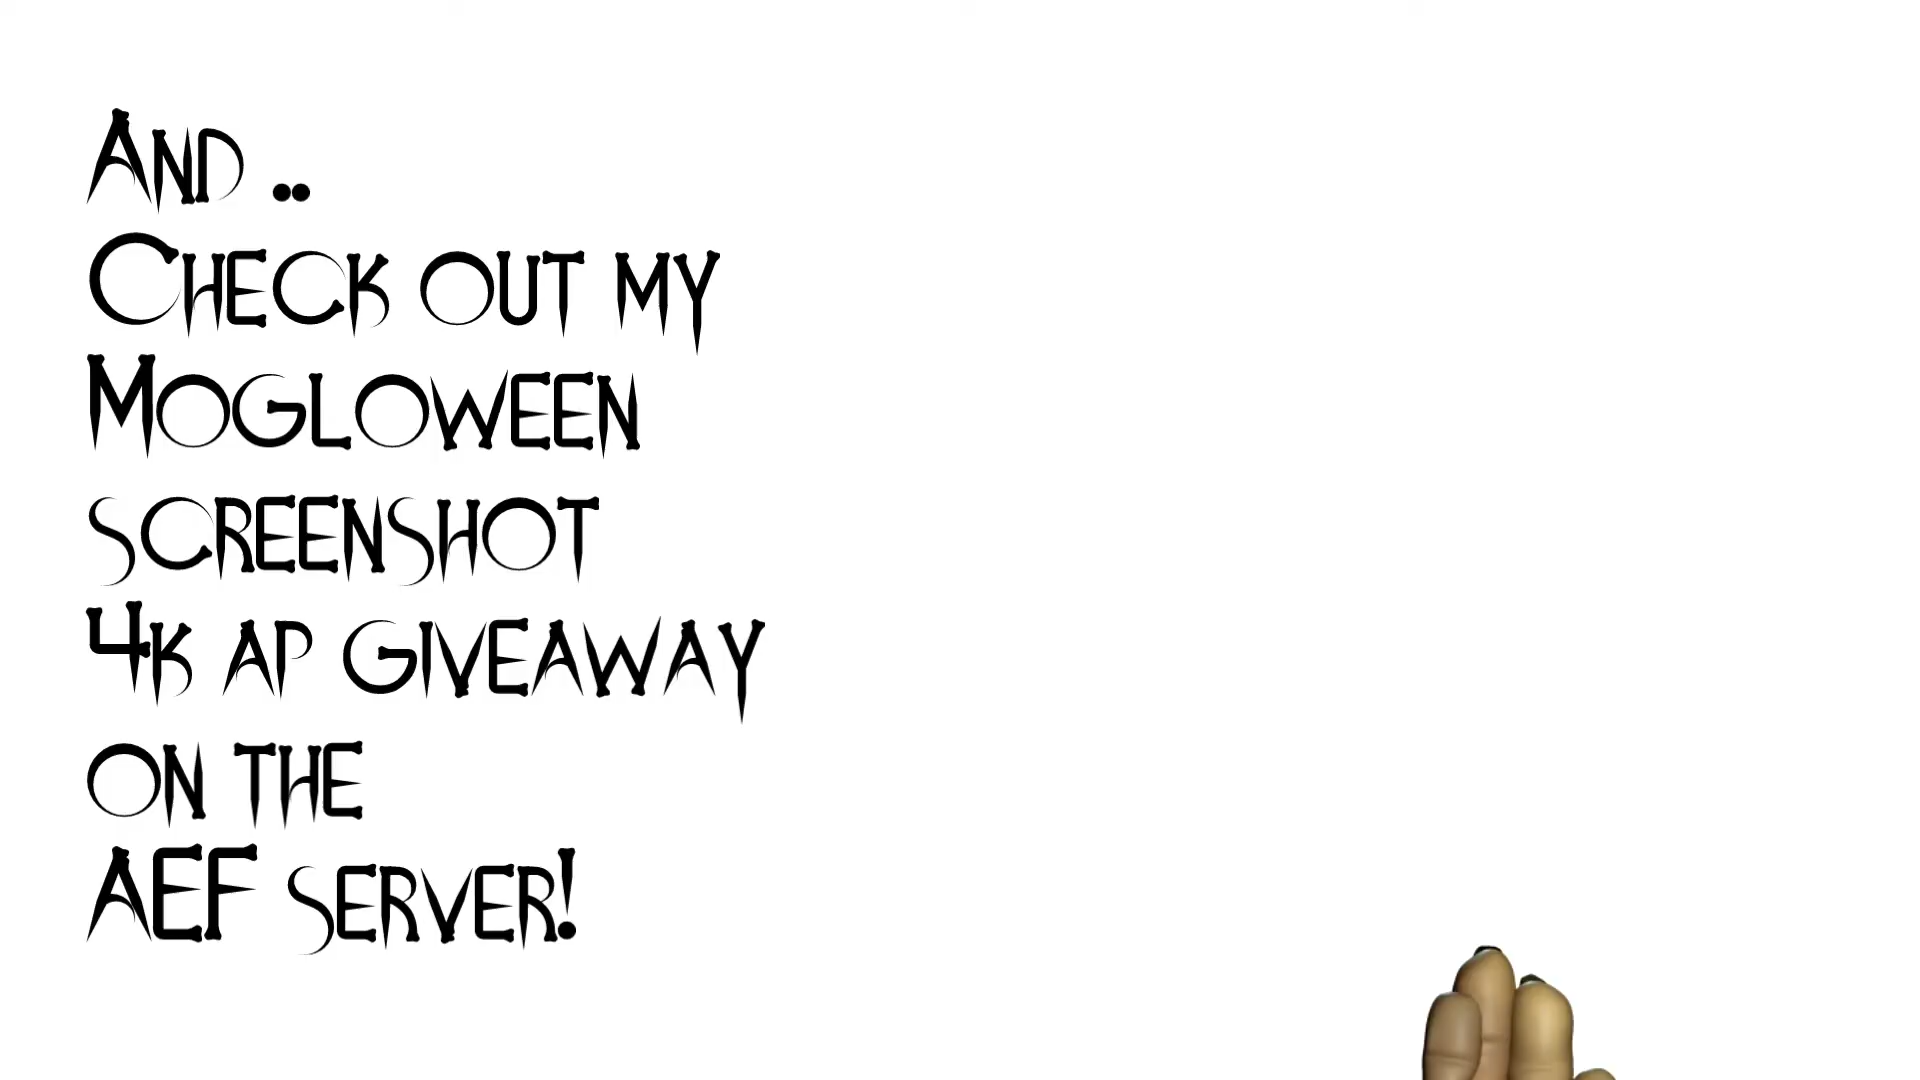 And ..
Check out my
Mogloween
screenshot
4k ap giveaway
on the
AEF server!